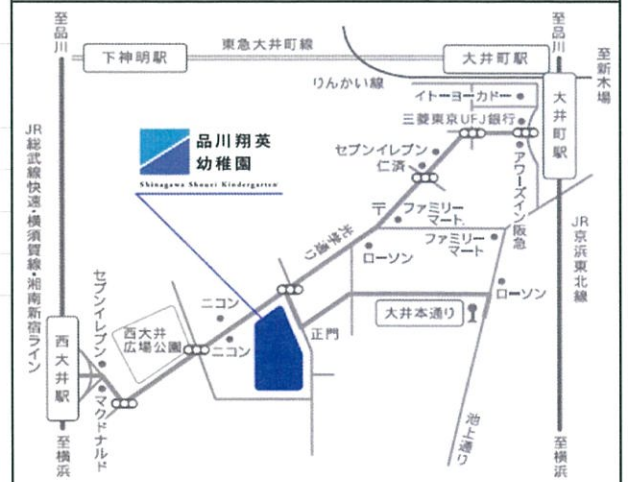 至品川
下神明駅
東急大井町線
大井町駅
至品川
至新木場
りんかい線
イトーヨーカドー
大井町駅
三菱東京UFJ銀行
品川翔英
幼稚園
Shinagawa Shouei Kindergarten
セブンイレブン
仁済
アワーズイン阪急
JR総武線快速・横須賀線・湘南新宿ライン
〒
ファミリー
マート
ファミリー
マート
光学通り
ローソン
JR京浜東北線
セブンイレブン
ニコン
ローソン
西大井
広場公園
ニコン
正門
大井本通り
西大井駅
マクドナルド
池上通り
至横浜
至横浜